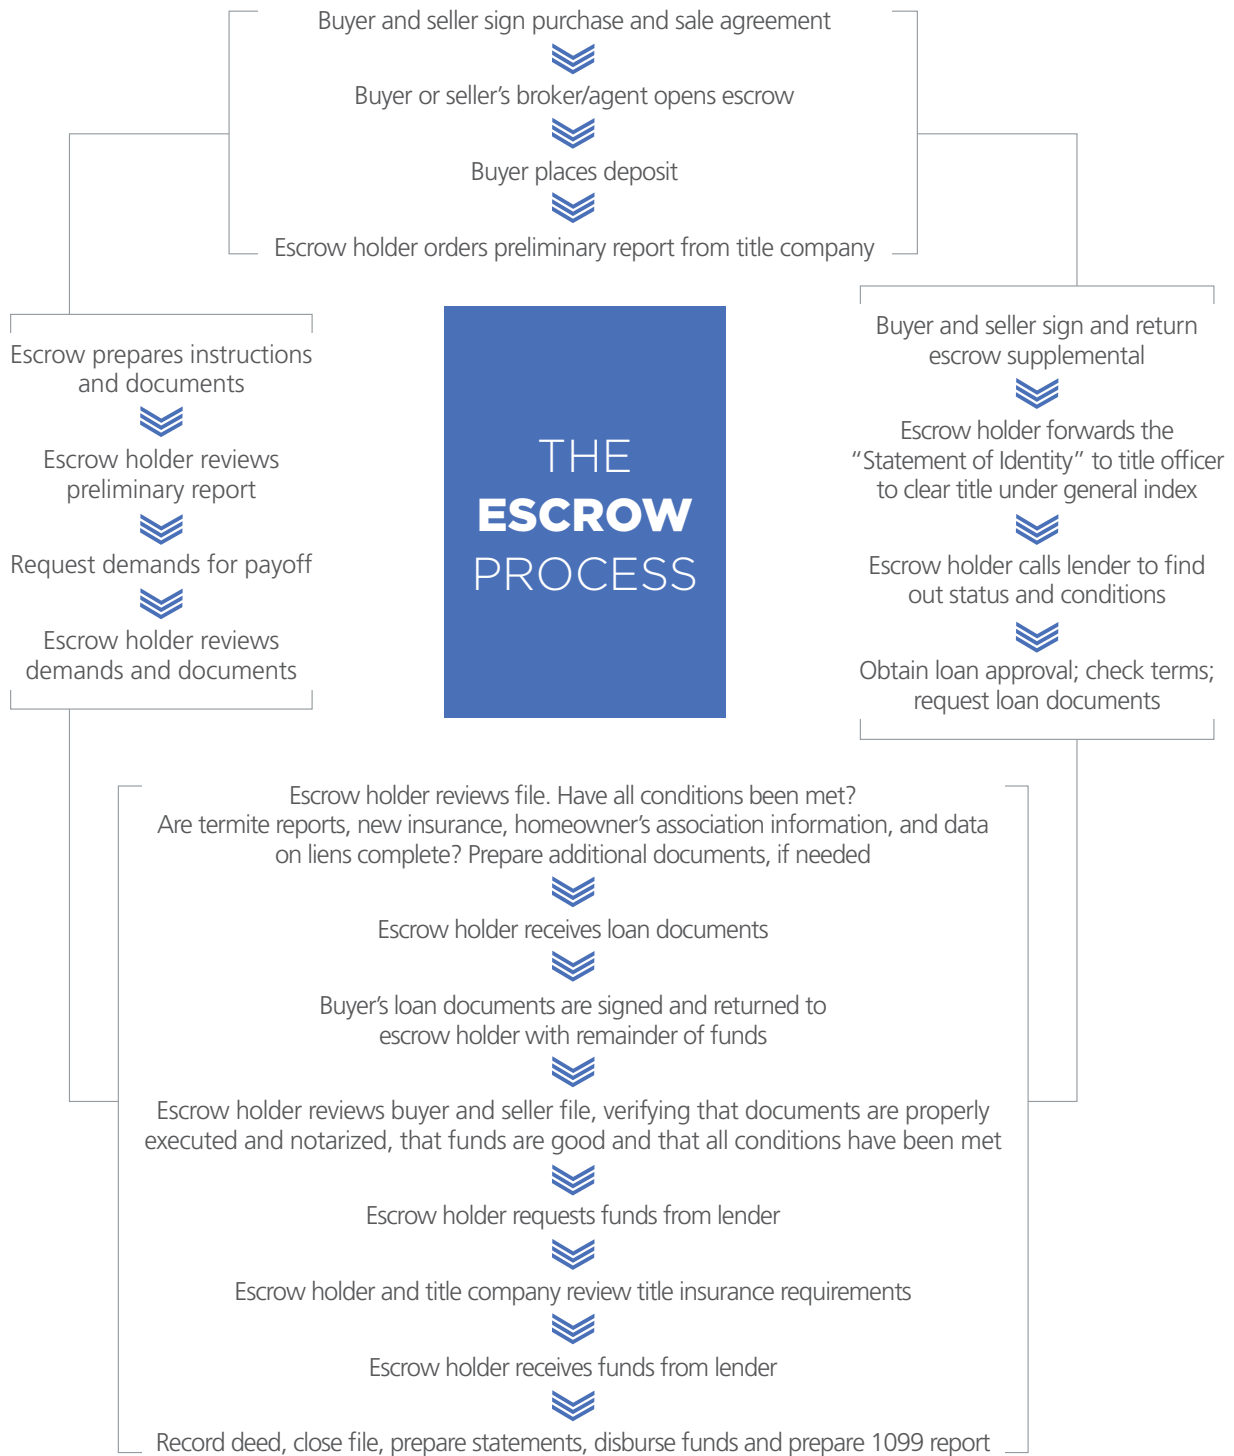 Buyer and seller sign purchase and sale agreement
Buyer or seller’s broker/agent opens escrow
Buyer places deposit
Escrow holder orders preliminary report from title company
Escrow prepares instructions
and documents
Escrow holder reviews
preliminary report
Request demands for payoff
Escrow holder reviews
demands and documents
THE
ESCROW
PROCESS
Buyer and seller sign and return
escrow supplemental
Escrow holder forwards the
“Statement of Identity” to title officer
to clear title under general index
Escrow holder calls lender to find
out status and conditions
Obtain loan approval; check terms;
request loan documents
Escrow holder reviews file. Have all conditions been met?
Are termite reports, new insurance, homeowner’s association information, and data
on liens complete? Prepare additional documents, if needed
Escrow holder receives loan documents
Buyer’s loan documents are signed and returned to
escrow holder with remainder of funds
Escrow holder reviews buyer and seller file, verifying that documents are properly
executed and notarized, that funds are good and that all conditions have been met
Escrow holder requests funds from lender
Escrow holder and title company review title insurance requirements
Escrow holder receives funds from lender
Record deed, close file, prepare statements, disburse funds and prepare 1099 report